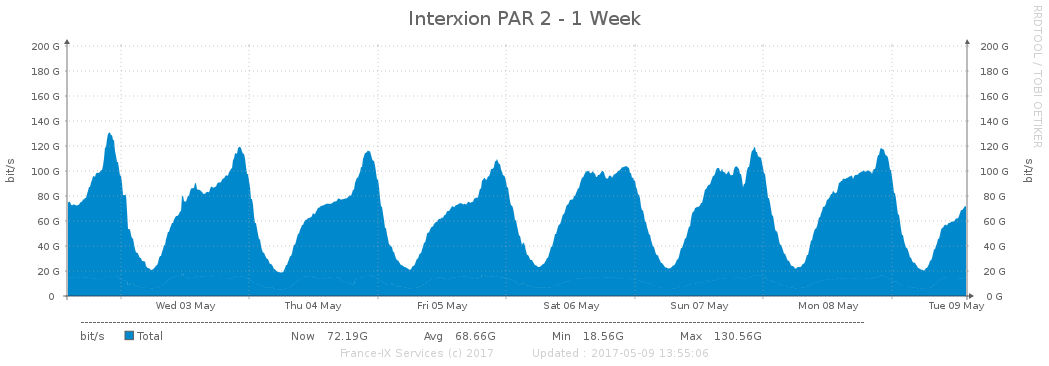 Interxion PAR 2 - 1 Week
RRDTOOL / TOBI OETIKER
bit/s
200 G 200 G
180 G 180 G
160 G 160 G
140 G 140 G
120 G 120 G
100 G 100 G
80 G 80 G
60 G 60 G
40 G 40 G
20 G 20 G
0 0 G
bit/s
Wed 03 May Thu 04 May Fri 05 May Sat 06 May Sun 07 May Mon 08 May Tue 09 May
bit/s Total Now 72.19G Avg 68.66G Min 18.56G Max 130.56G
France-IX Services (c) 2017 Updated : 2017-05-09 13:55:06